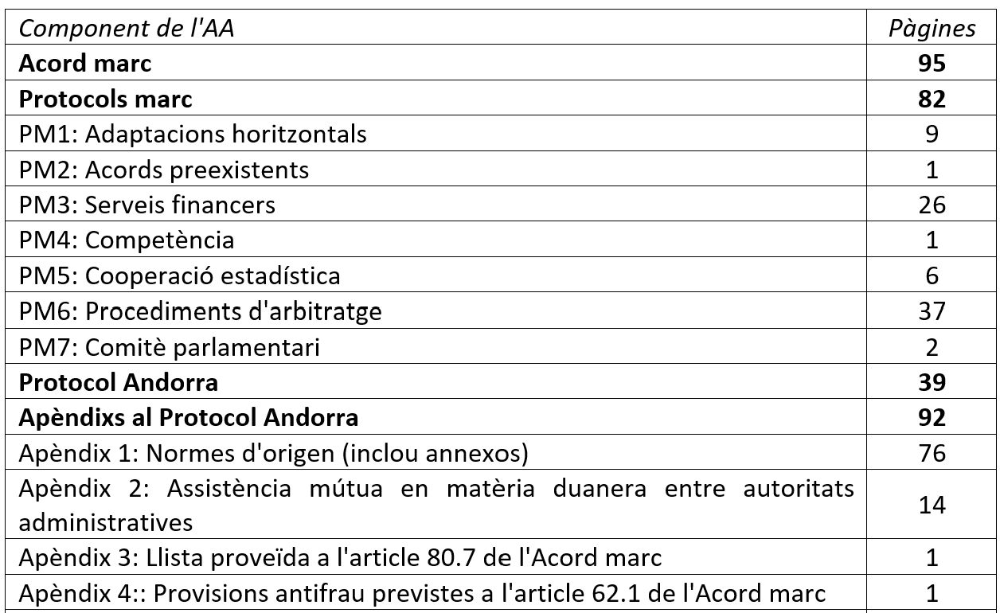 Component de l'AA Pàgines
Acord marc 95
Protocols marc 82
PM1: Adaptacions horitzontals 9
PM2: Acords preexistents 1
PM3: Serveis financers 26
PM4: Competència 1
PM5: Cooperació estadística 6
PM6: Procediments d'arbitratge 37
PM7: Comitè parlamentari 2
Protocol Andorra 39
Apèndixs al Protocol Andorra 92
Apèndix 1: Normes d'origen (inclou annexos) 76
Apèndix 2: Assistència mútua en matèria duanera entre autoritats
administratives 14
Apèndix 3: Llista proveïda a l'article 80.7 de l'Acord marc 1
Apèndix 4:: Provisions antifrau previstes a l'article 62.1 de l'Acord marc 1